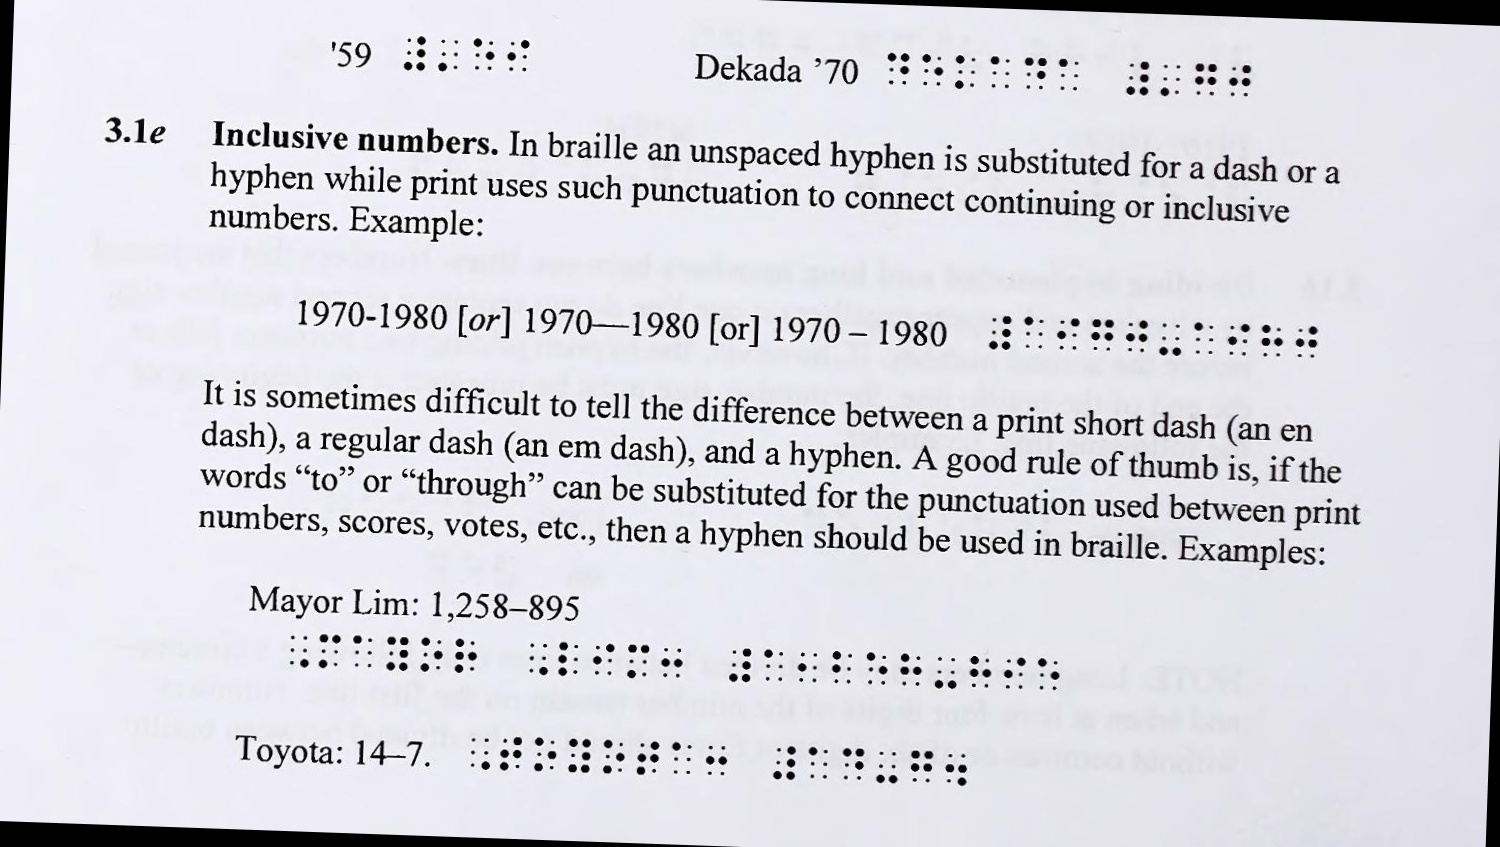 '59 ⠼⠄⠑⠊ Dekada ’70 ⠙⠑⠅⠁⠙⠁ ⠼⠄⠛⠚
3.1e Inclusive numbers. In braille an unspaced hyphen is substituted for a dash or a
hyphen while print uses such punctuation to connect continuing or inclusive
numbers. Example:
1970-1980 [or] 1970—1980 [or] 1970 – 1980 ⠼⠁⠊⠛⠚⠤⠁⠊⠓⠚
It is sometimes difficult to tell the difference between a print short dash (an en
dash), a regular dash (an em dash), and a hyphen. A good rule of thumb is, if the
words “to” or “through” can be substituted for the punctuation used between print
numbers, scores, votes, etc., then a hyphen should be used in braille. Examples:
Mayor Lim: 1,258–895
⠠⠍⠁⠽⠕⠗ ⠠⠇⠊⠍⠒ ⠼⠁⠂⠃⠑⠓⠤⠓⠊⠑
Toyota: 14–7. ⠠⠞⠕⠽⠕⠞⠁⠒ ⠼⠁⠙⠤⠛⠲